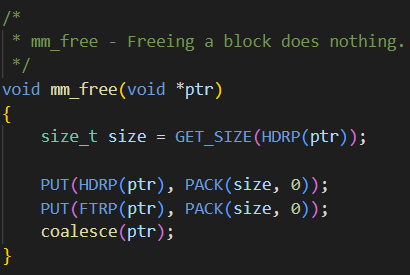 /*
 * mm_free - Freeing a block does nothing.
 */
void mm_free(void *ptr)
{
    size_t size = GET_SIZE(HDRP(ptr));

    PUT(HDRP(ptr), PACK(size, 0));
    PUT(FTRP(ptr), PACK(size, 0));
    coalesce(ptr);
}